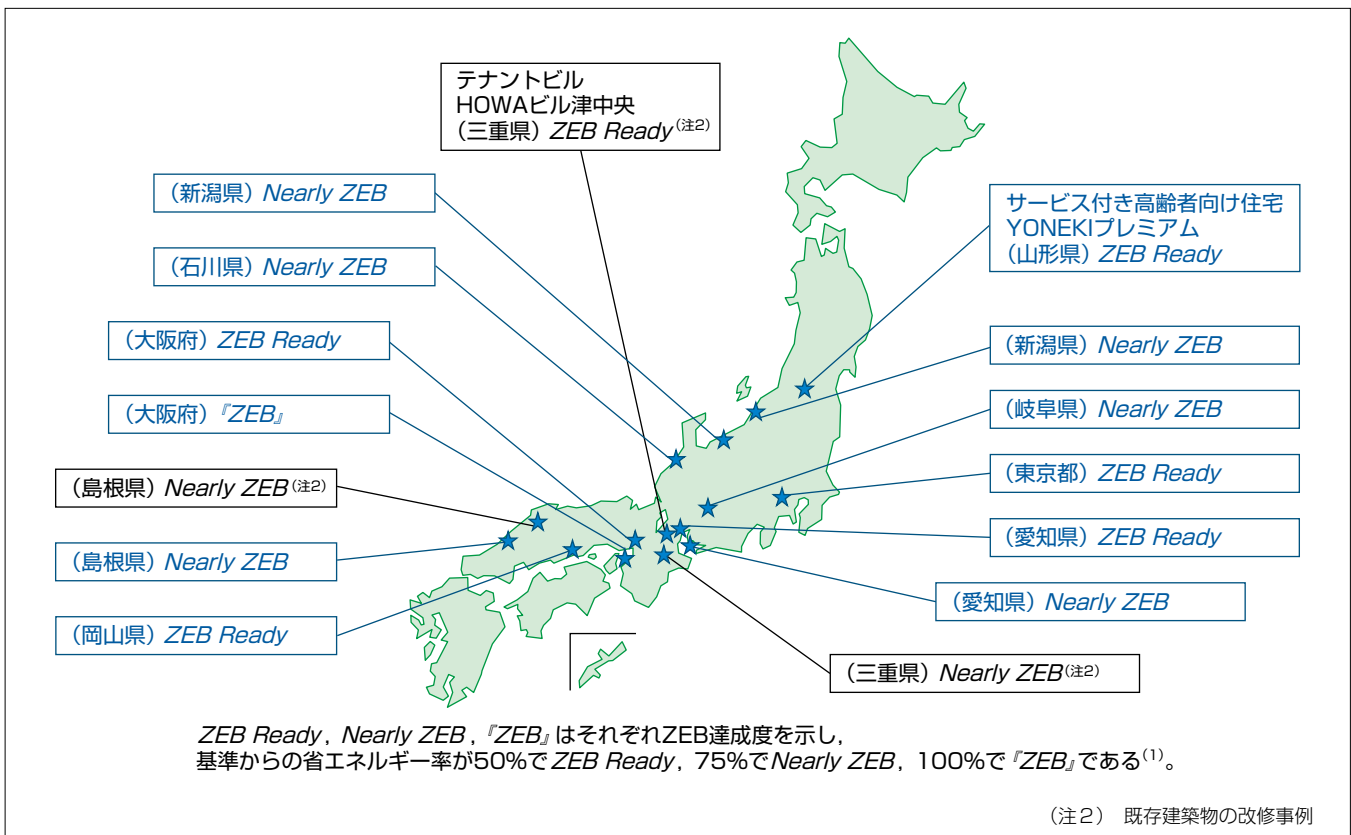 テナントビル
HOWAビル津中央
（三重県）ZEB Ready（注2）
（新潟県）Nearly ZEB
（石川県）Nearly ZEB
（大阪府）ZEB Ready
（大阪府）『ZEB』
（島根県）Nearly ZEB（注2）
（島根県）Nearly ZEB
（岡山県）ZEB Ready
サービス付き高齢者向け住宅
YONEKIプレミアム
（山形県）ZEB Ready
（新潟県）Nearly ZEB
（岐阜県）Nearly ZEB
（東京都）ZEB Ready
（愛知県）ZEB Ready
（愛知県）Nearly ZEB
（三重県）Nearly ZEB（注2）
ZEB Ready，Nearly ZEB，『ZEB』はそれぞれZEB達成度を示し，
基準からの省エネルギー率が50%でZEB Ready，75%でNearly ZEB，100%で『ZEB』である(1)。
（注2） 既存建築物の改修事例